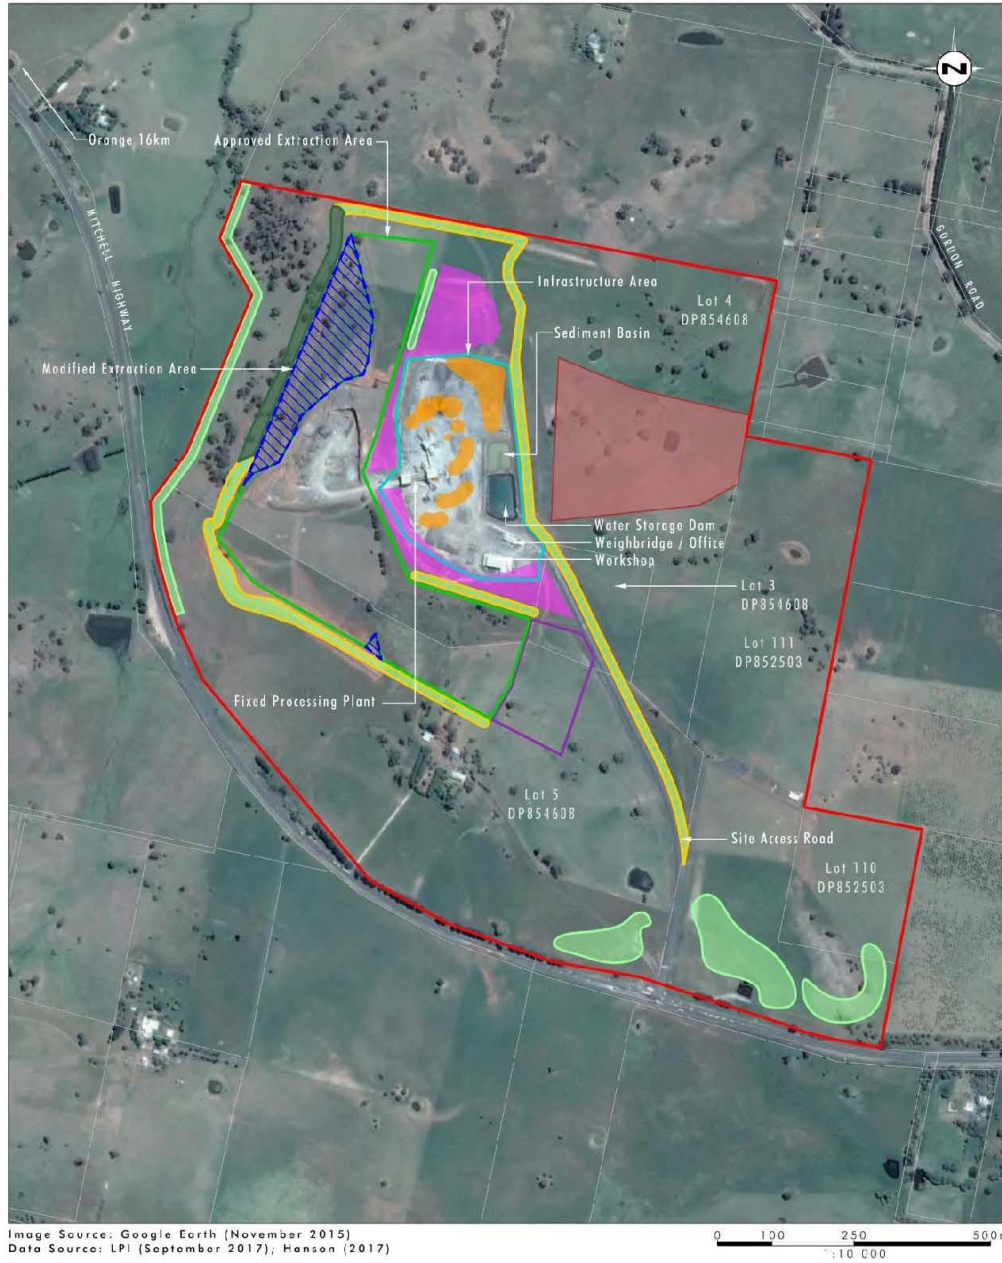 N
Orange 16km
Approved Extraction Area
MITCHELL HIGHWAY
GORDON ROAD
Infrastructure Area
Lot 4
DP854608
Sediment Basin
Modified Extraction Area
Water Storage Dam
Weighbridge / Office
Workshop
Lot 3
DP854608
Lot 111
DP852503
Fixed Processing Plant
Lot 5
DP854608
Site Access Road
Lot 110
DP852503
Image Source: Google Earth (November 2015)
Data Source: LPI (September 2017); Hanson (2017)
0 100 250 500m
1:10 000